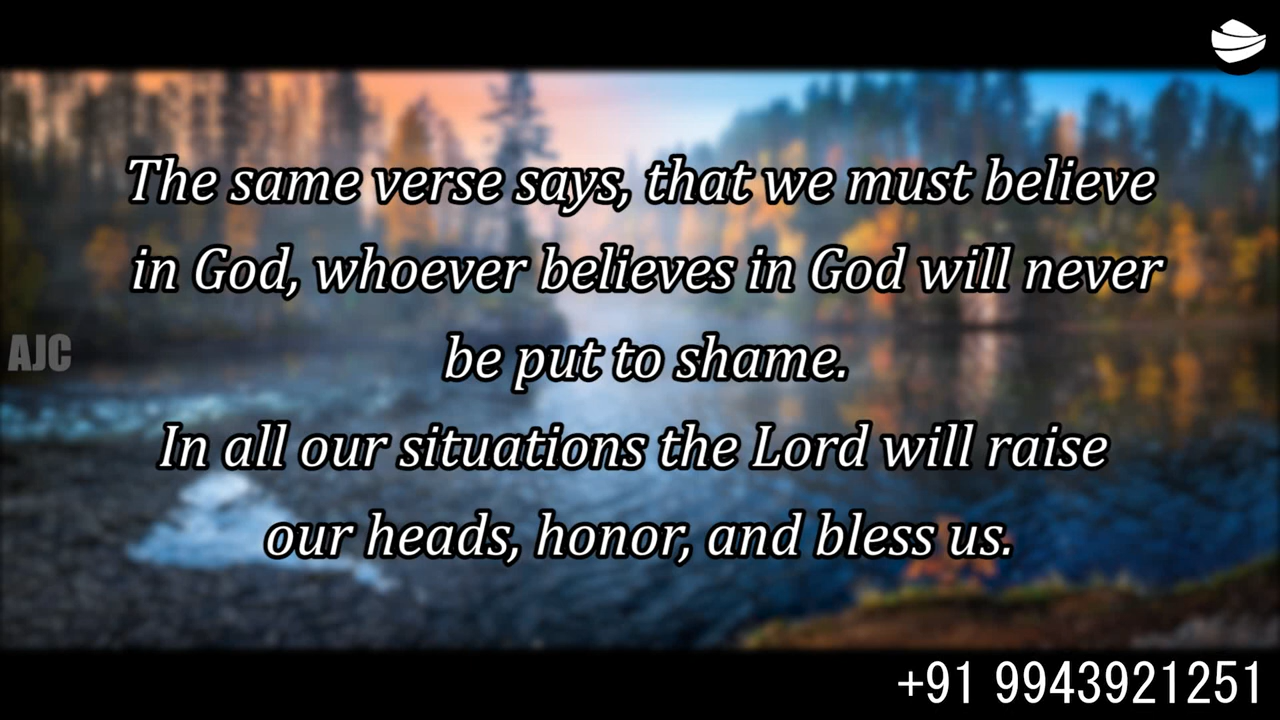 The same verse says, that we must believe
in God, whoever believes in God will never
be put to shame.
AJC
In all our situations the Lord will raise
our heads, honor, and bless us.
+91 9943921251